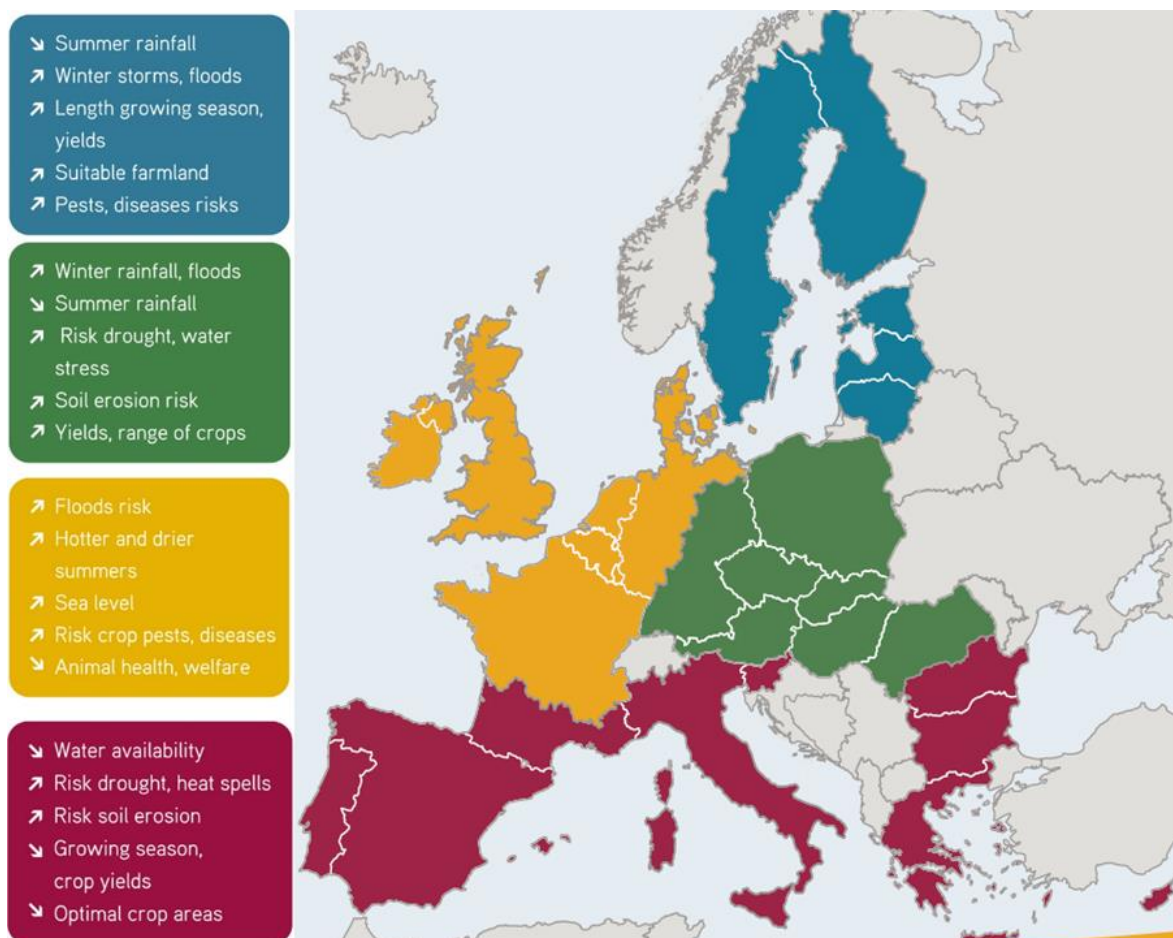 ↘ Summer rainfall
↗ Winter storms, floods
↗ Length growing season,
yields
↗ Suitable farmland
↗ Pests, diseases risks
↗ Winter rainfall, floods
↘ Summer rainfall
↗ Risk drought, water
stress
↗ Soil erosion risk
↗ Yields, range of crops
↗ Floods risk
↗ Hotter and drier
summers
↗ Sea level
↗ Risk crop pests, diseases
↘ Animal health, welfare
↘ Water availability
↗ Risk drought, heat spells
↗ Risk soil erosion
↘ Growing season,
crop yields
↘ Optimal crop areas